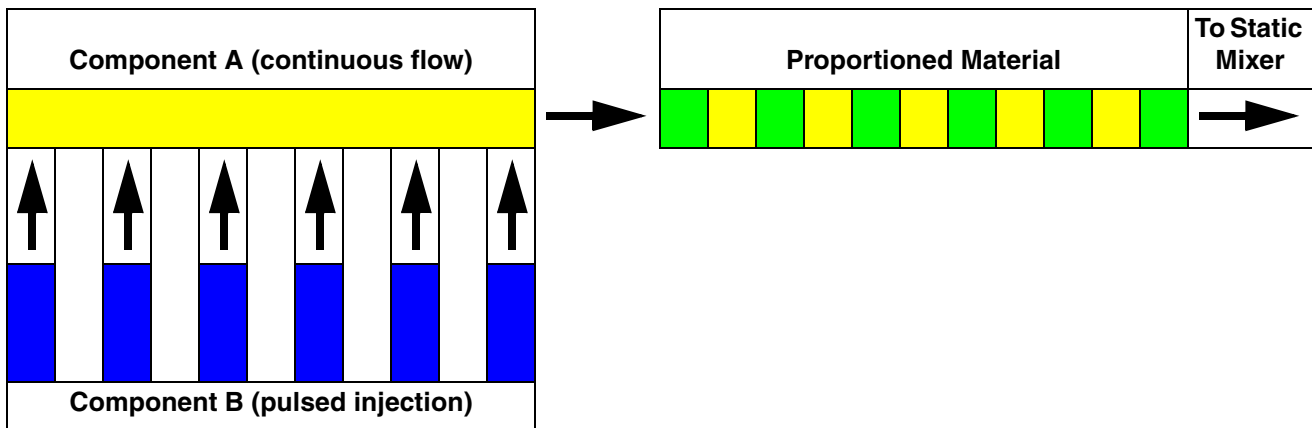 Component A (continuous flow)
Component B (pulsed injection)
Proportioned Material
To Static
Mixer